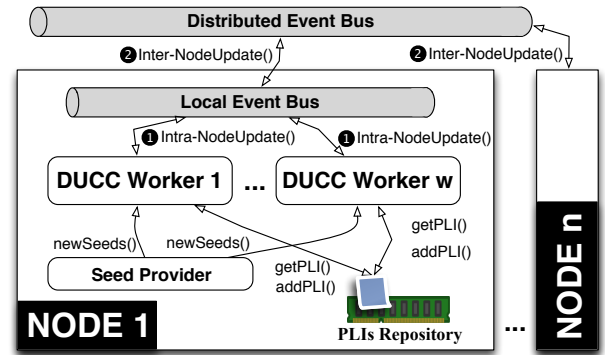 Distributed Event Bus
❷Inter-NodeUpdate()
❷Inter-NodeUpdate()
Local Event Bus
❶Intra-NodeUpdate()
❶Intra-NodeUpdate()
DUCC Worker 1
...
DUCC Worker w
newSeeds()
newSeeds()
getPLI()
addPLI()
Seed Provider
getPLI()
addPLI()
PLIs Repository
NODE 1
...
NODE n